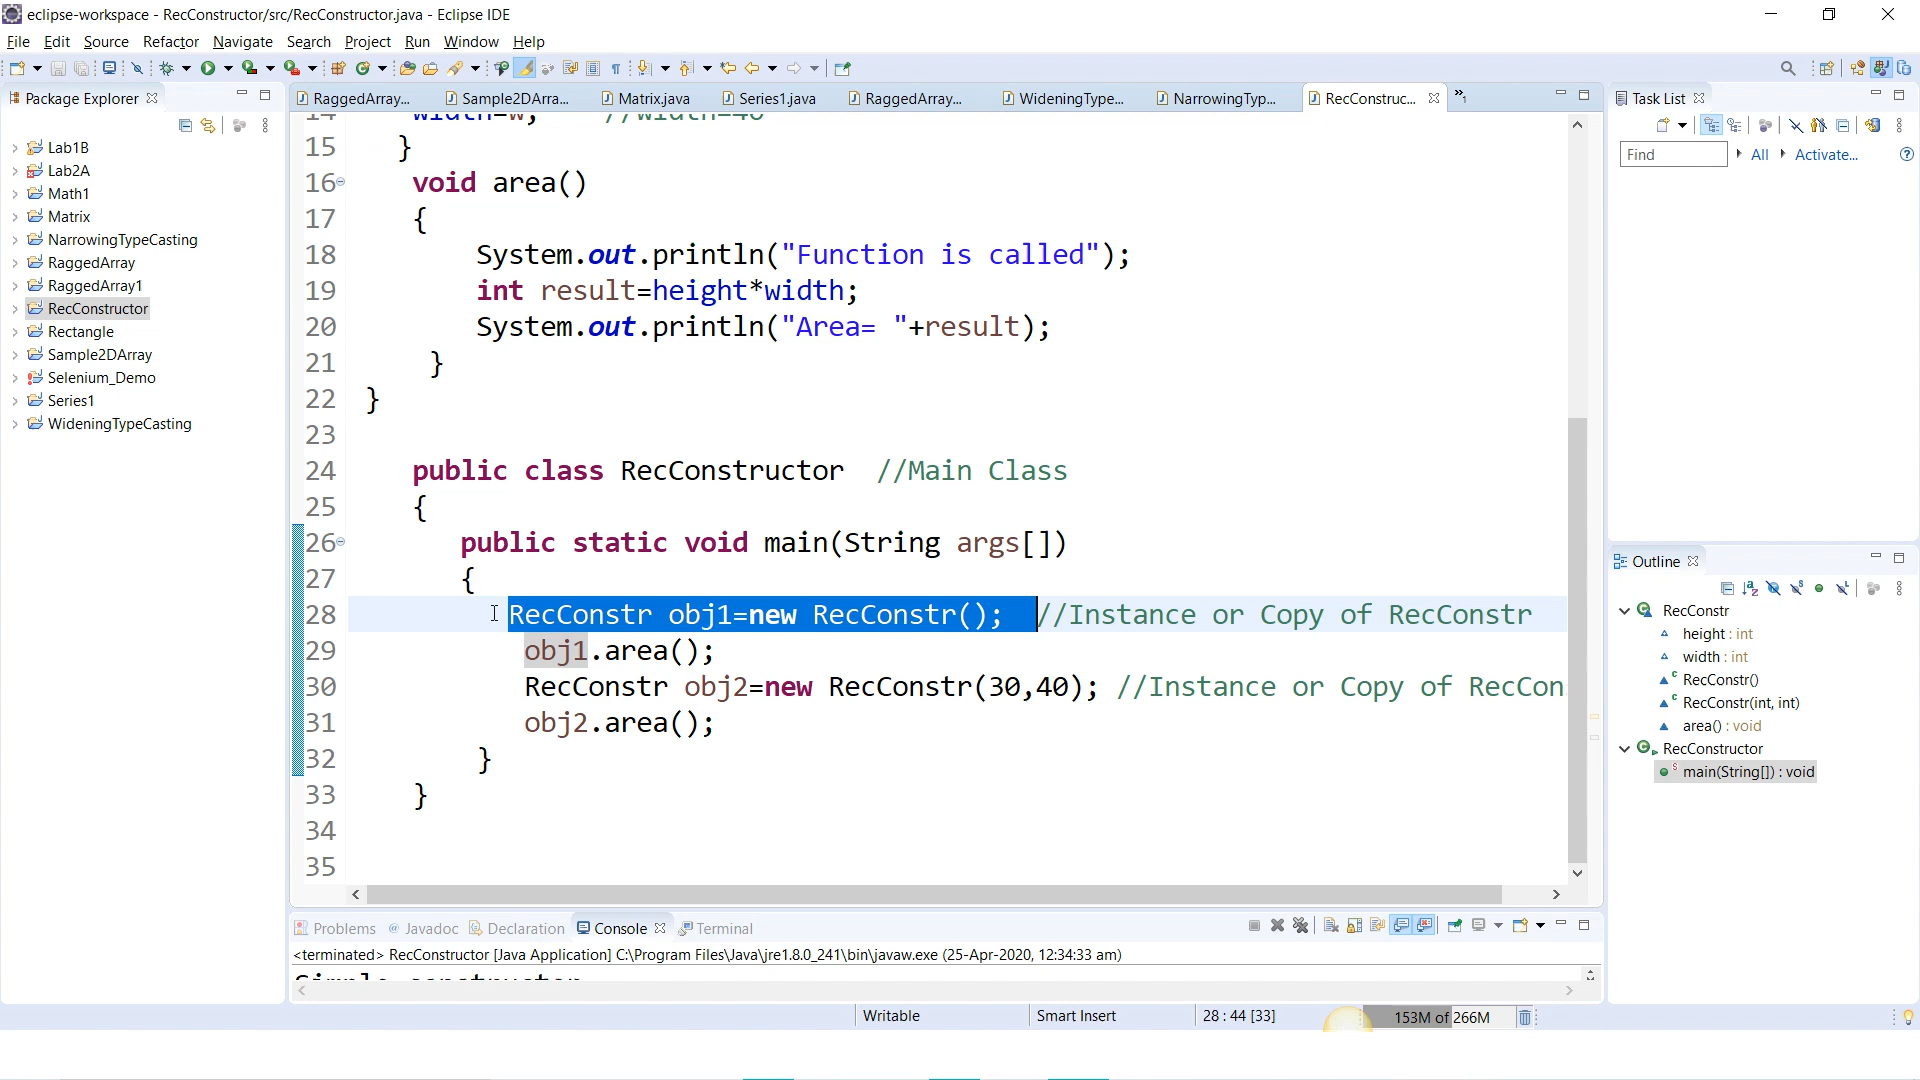 eclipse-workspace - RecConstructor/src/RecConstructor.java - Eclipse IDE
File Edit Source Refactor Navigate Search Project Run Window Help
Package Explorer
Lab1B
Lab2A
Math1
Matrix
NarrowingTypeCasting
RaggedArray
RaggedArray1
RecConstructor
Rectangle
Sample2DArray
Selenium_Demo
Series1
WideningTypeCasting
RaggedArray... Sample2DArra... Matrix.java Series1.java RaggedArray... WideningType... NarrowingTyp... RecConstruc... »1
14 width=w; //width=40
15 }
16 void area()
17 {
18 System.out.println("Function is called");
19 int result=height*width;
20 System.out.println("Area= "+result);
21 }
22 }
23
24 public class RecConstructor //Main Class
25 {
26 public static void main(String args[])
27 {
28 RecConstr obj1=new RecConstr(); //Instance or Copy of RecConstr
29 obj1.area();
30 RecConstr obj2=new RecConstr(30,40); //Instance or Copy of RecCon
31 obj2.area();
32 }
33 }
34
35
Problems @ Javadoc Declaration Console Terminal
<terminated> RecConstructor [Java Application] C:\Program Files\Java\jre1.8.0_241\bin\javaw.exe (25-Apr-2020, 12:34:33 am)
Simple constructor
Task List
Find All Activate...
Outline
RecConstr
height : int
width : int
RecConstr()
RecConstr(int, int)
area() : void
RecConstructor
main(String[]) : void
Writable Smart Insert 28 : 44 [33] 153M of 266M